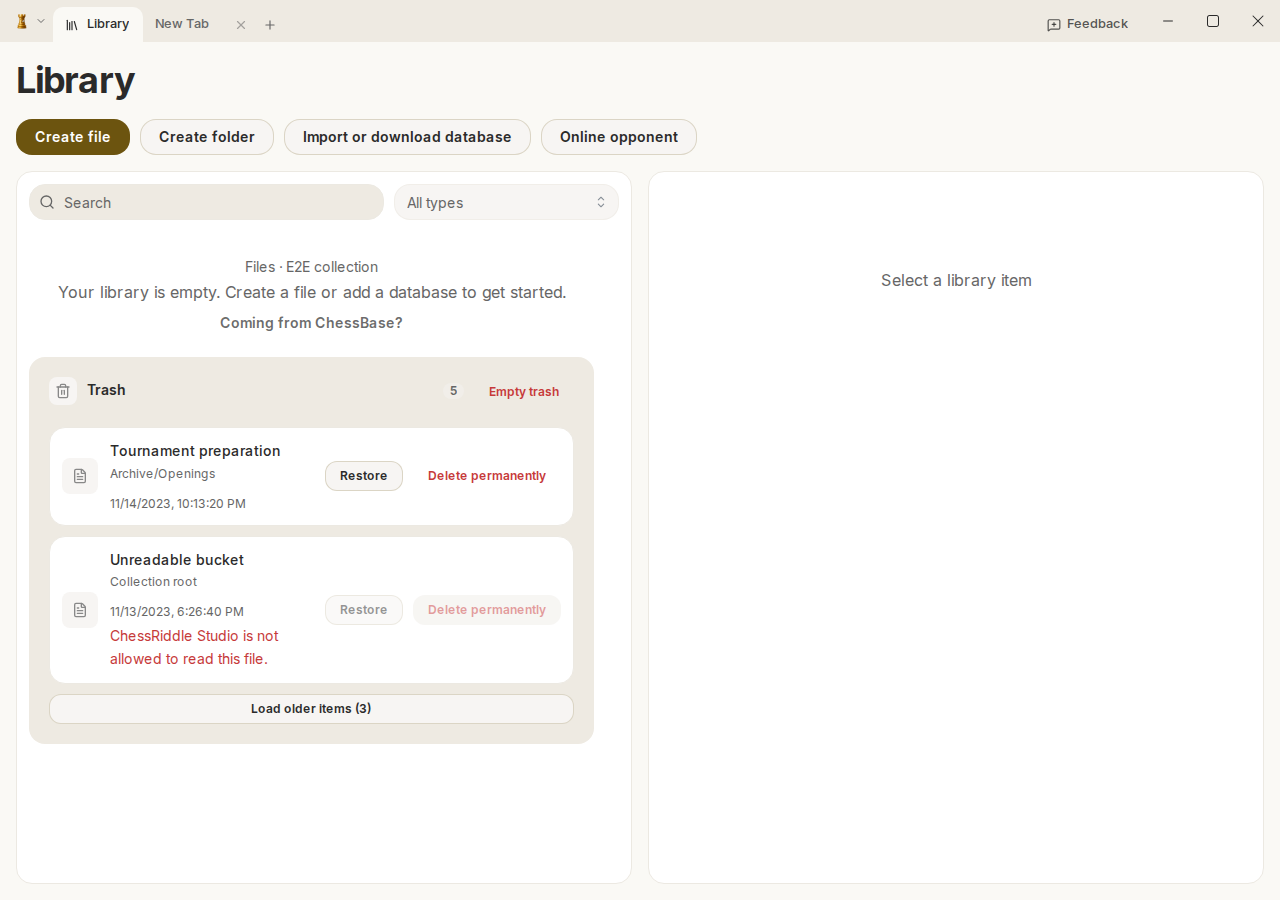 Library
New Tab
Feedback
Library
Create file
Create folder
Import or download database
Online opponent
Search
All types
Files · E2E collection
Your library is empty. Create a file or add a database to get started.
Coming from ChessBase?
Trash
5
Empty trash
Tournament preparation
Archive/Openings
11/14/2023, 10:13:20 PM
Restore
Delete permanently
Unreadable bucket
Collection root
11/13/2023, 6:26:40 PM
ChessRiddle Studio is not
allowed to read this file.
Restore
Delete permanently
Load older items (3)
Select a library item